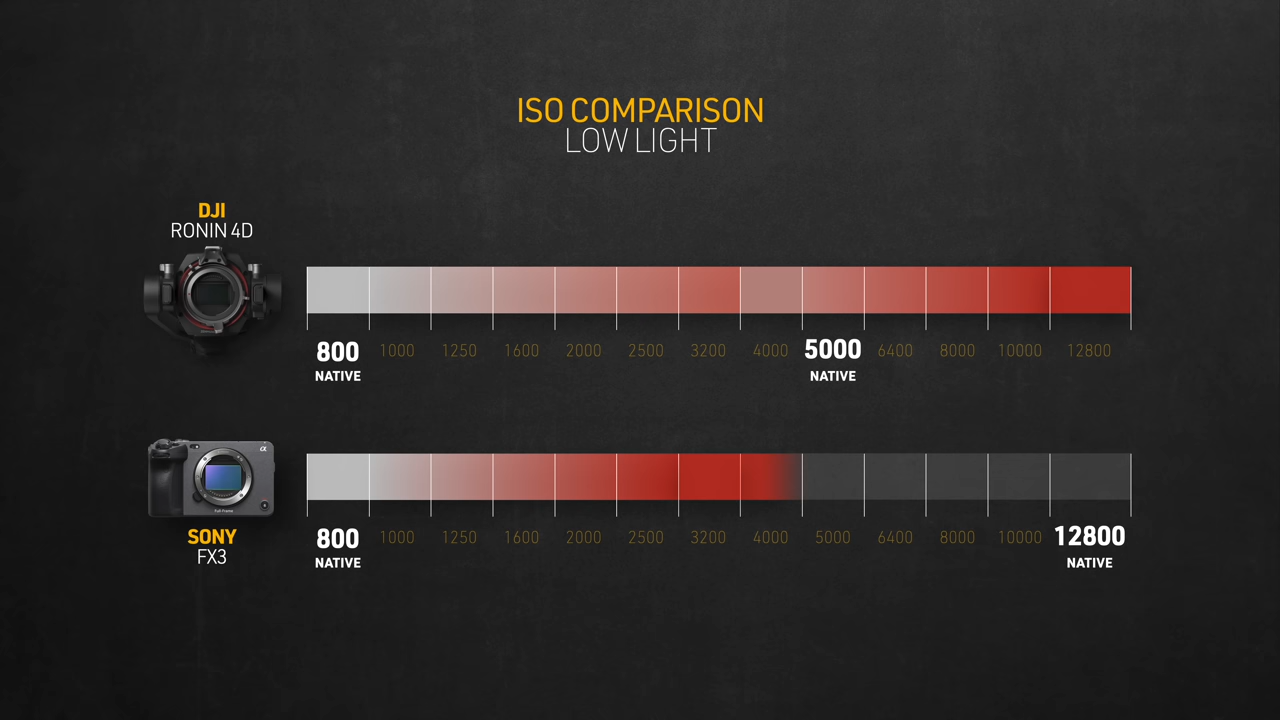 ISO COMPARISON
LOW LIGHT
DJI
RONIN 4D
800 1000 1250 1600 2000 2500 3200 4000 5000 6400 8000 10000 12800
NATIVE NATIVE
α
Full-Frame
SONY
FX3
800 1000 1250 1600 2000 2500 3200 4000 5000 6400 8000 10000 12800
NATIVE NATIVE